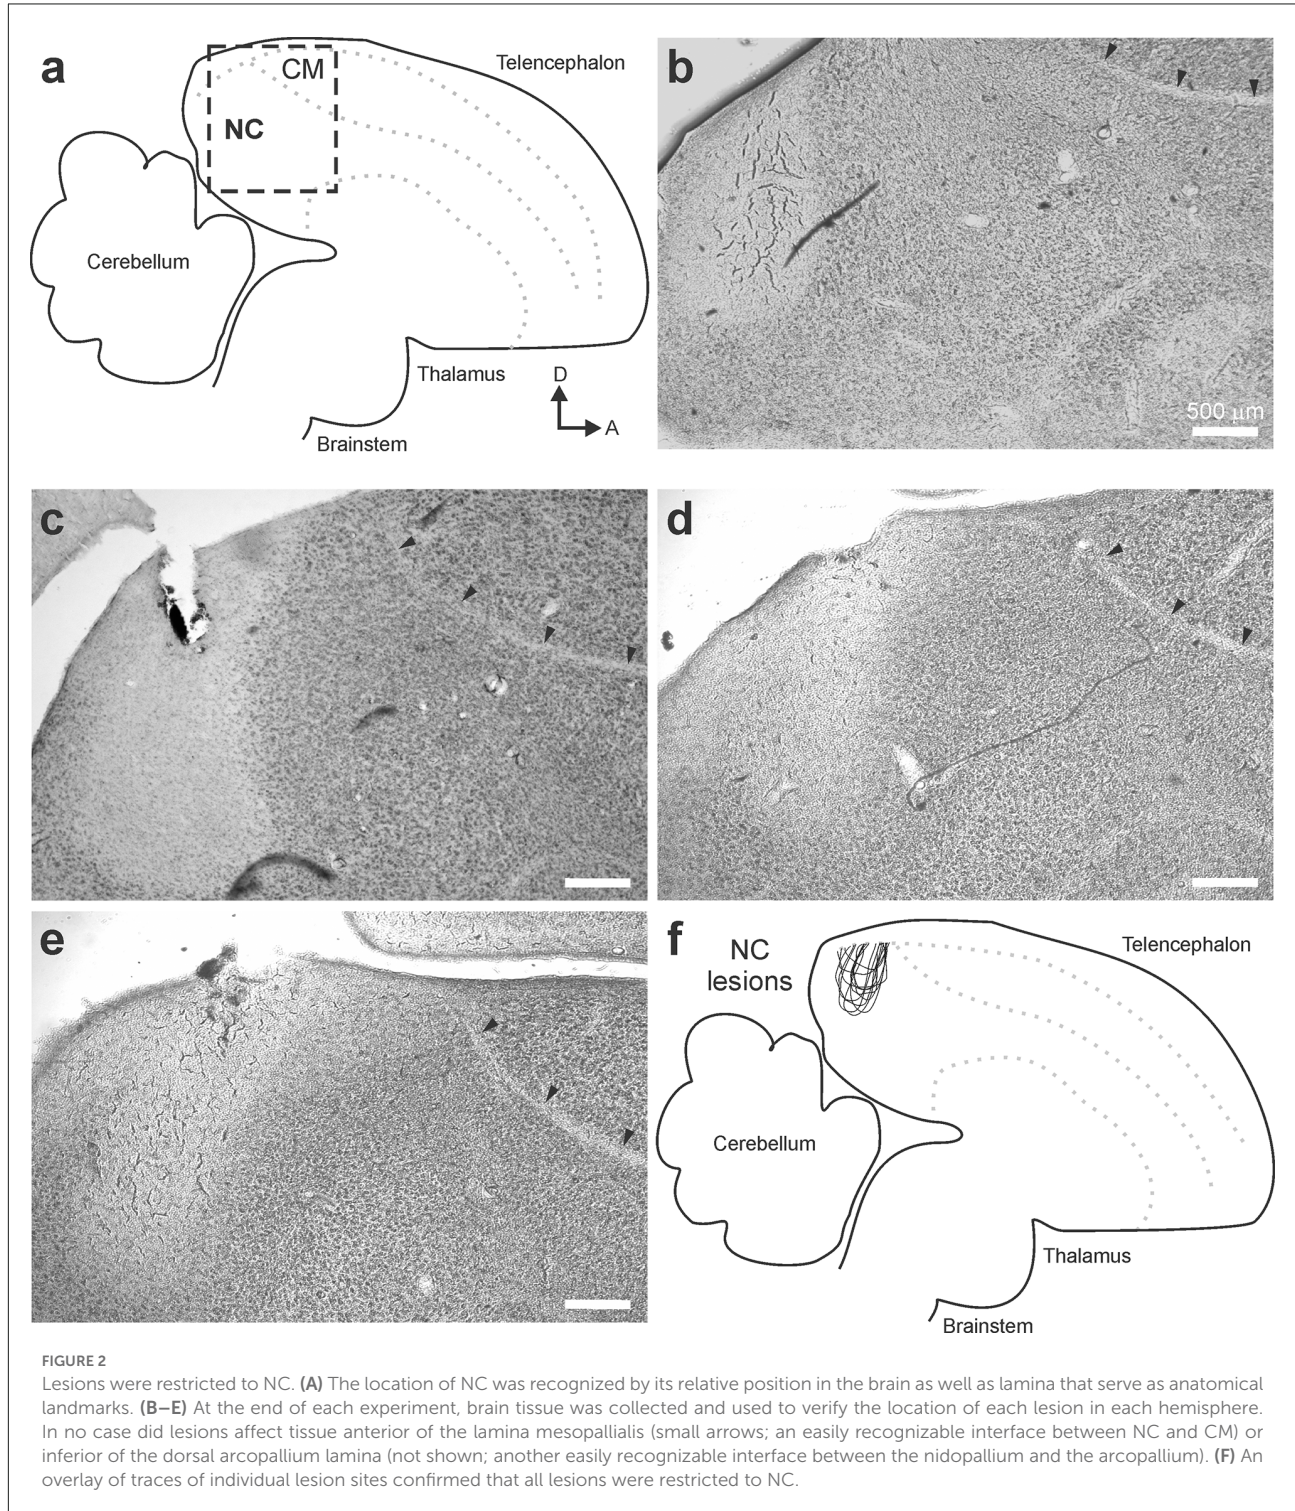 a
CM
NC
Telencephalon
Cerebellum
Thalamus
D
A
Brainstem
b
500 μm
c
d
e
f
NC
lesions
Telencephalon
Cerebellum
Thalamus
Brainstem
FIGURE 2
Lesions were restricted to NC. (A) The location of NC was recognized by its relative position in the brain as well as lamina that serve as anatomical
landmarks. (B–E) At the end of each experiment, brain tissue was collected and used to verify the location of each lesion in each hemisphere.
In no case did lesions affect tissue anterior of the lamina mesopallialis (small arrows; an easily recognizable interface between NC and CM) or
inferior of the dorsal arcopallium lamina (not shown; another easily recognizable interface between the nidopallium and the arcopallium). (F) An
overlay of traces of individual lesion sites confirmed that all lesions were restricted to NC.